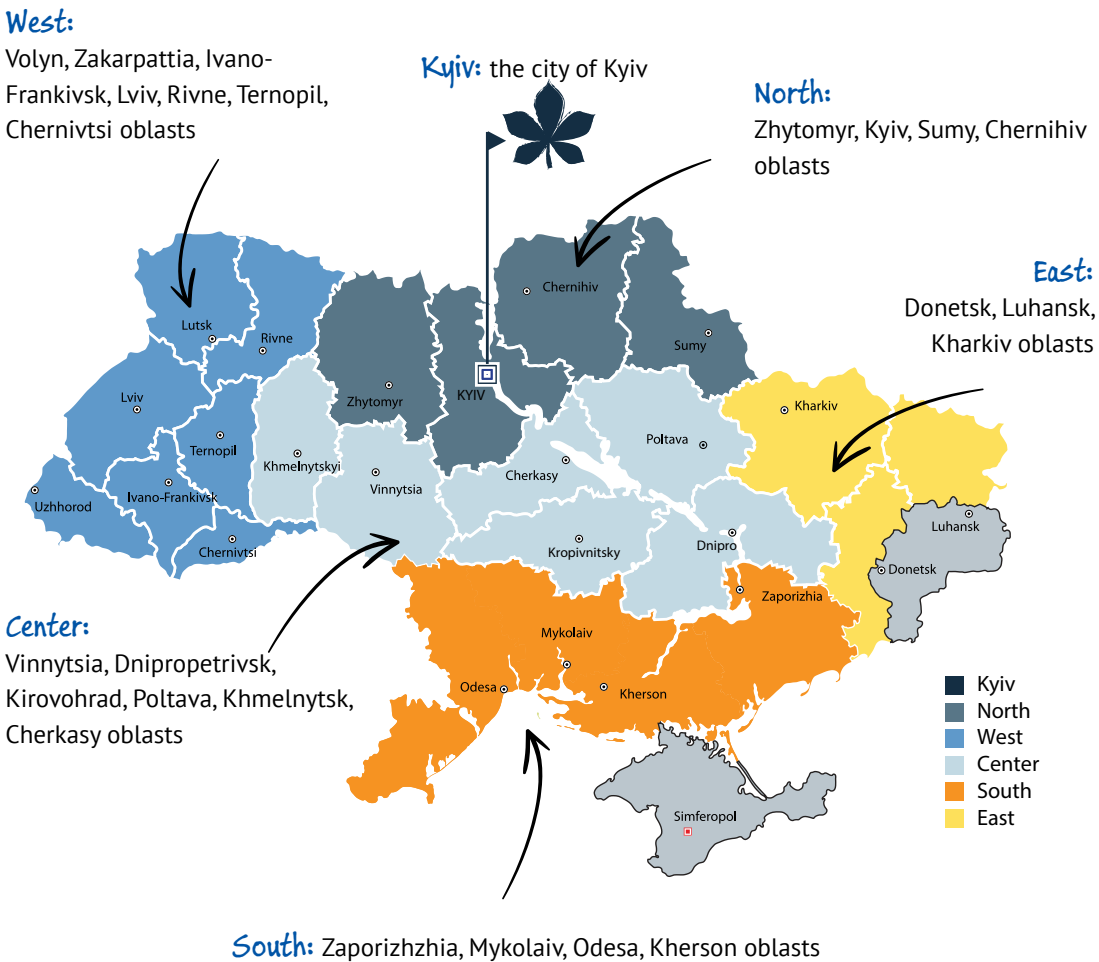 West:
Volyn, Zakarpattia, Ivano-
Frankivsk, Lviv, Rivne, Ternopil,
Chernivtsi oblasts
Kyiv: the city of Kyiv
North:
Zhytomyr, Kyiv, Sumy, Chernihiv
oblasts
East:
Donetsk, Luhansk,
Kharkiv oblasts
Chernihiv
Lutsk
Rivne
Sumy
Lviv
Zhytomyr
KYIV
Kharkiv
Ternopil
Khmelnytskyi
Poltava
Cherkasy
Vinnytsia
Ivano-Frankivsk
Uzhhorod
Luhansk
Chernivtsi
Kropivnitsky
Dnipro
Donetsk
Zaporizhia
Mykolaiv
Odesa
Kherson
Simferopol
Center:
Vinnytsia, Dnipropetrivsk,
Kirovohrad, Poltava, Khmelnytsk,
Cherkasy oblasts
Kyiv
North
West
Center
South
East
South: Zaporizhzhia, Mykolaiv, Odesa, Kherson oblasts